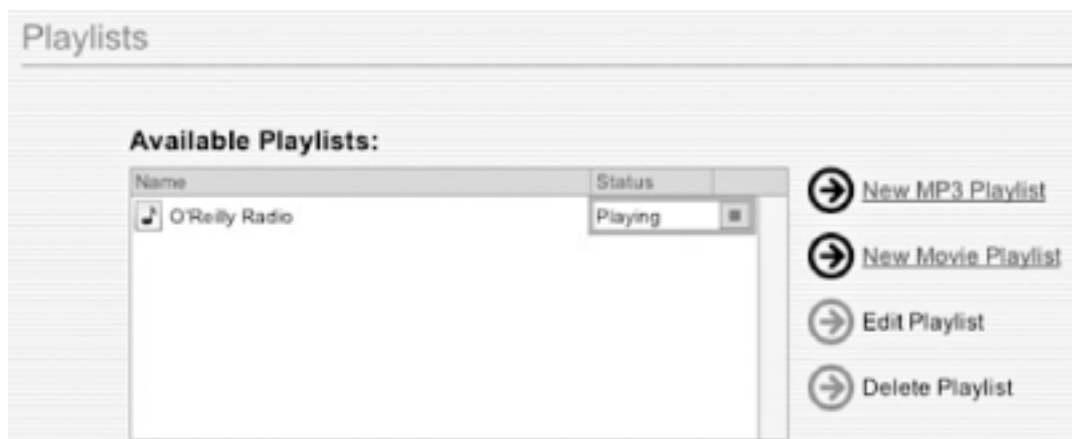 Playlists
Available Playlists:
Name Status
O'Reilly Radio Playing
New MP3 Playlist
New Movie Playlist
Edit Playlist
Delete Playlist